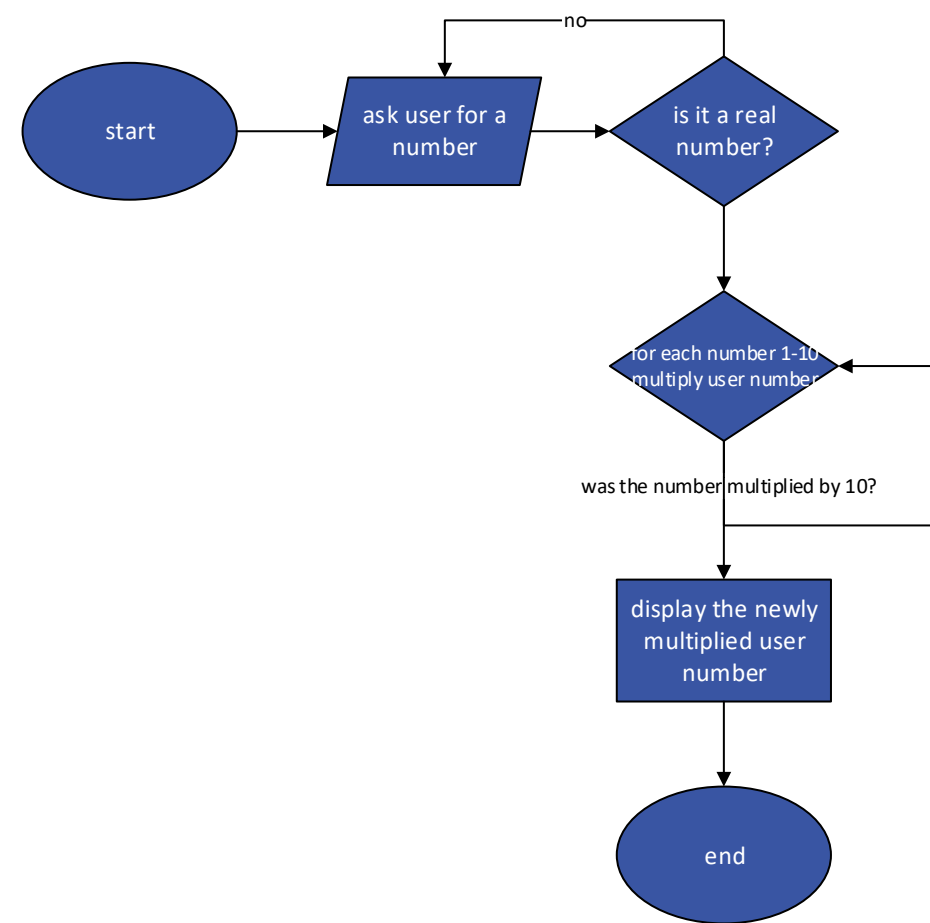 no
start
ask user for a
number
is it a real
number?
for each number 1-10
multiply user number
was the number multiplied by 10?
display the newly
multiplied user
number
end